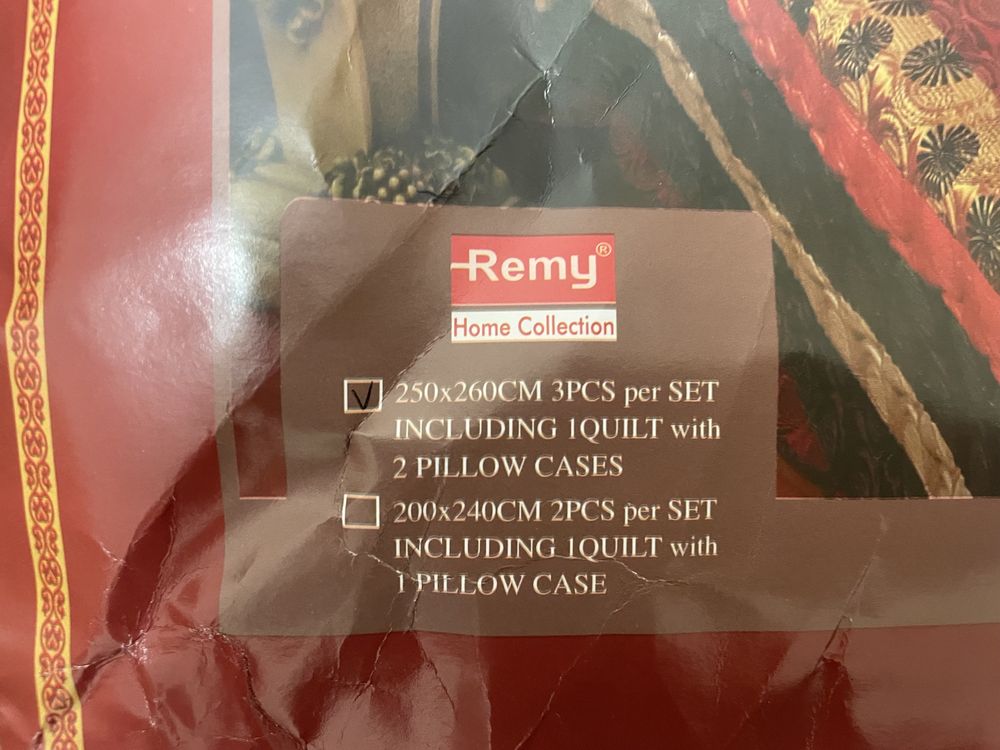 Remy®
Home Collection
250x260CM 3PCS per SET
INCLUDING 1QUILT with
2 PILLOW CASES
200x240CM 2PCS per SET
INCLUDING 1QUILT with
1 PILLOW CASE